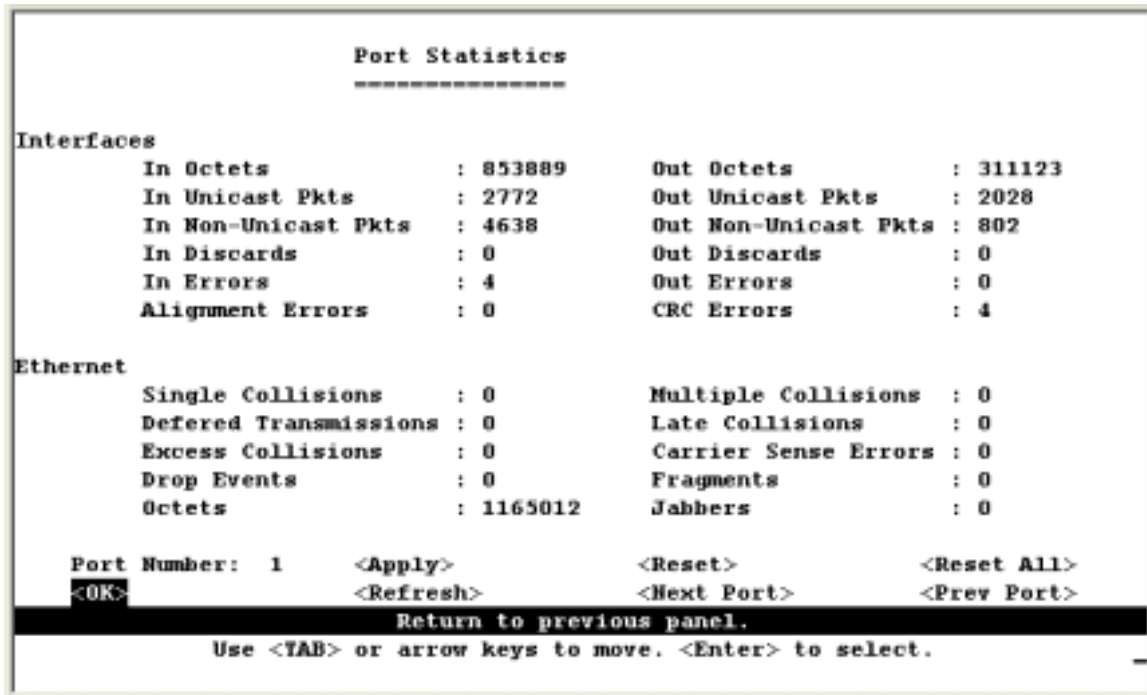 Port Statistics
===============
Interfaces
In Octets : 853889 Out Octets : 311123
In Unicast Pkts : 2772 Out Unicast Pkts : 2028
In Non-Unicast Pkts : 4638 Out Non-Unicast Pkts : 802
In Discards : 0 Out Discards : 0
In Errors : 4 Out Errors : 0
Alignment Errors : 0 CRC Errors : 4
Ethernet
Single Collisions : 0 Multiple Collisions : 0
Defered Transmissions : 0 Late Collisions : 0
Excess Collisions : 0 Carrier Sense Errors : 0
Drop Events : 0 Fragments : 0
Octets : 1165012 Jabbers : 0
Port Number: 1 <Apply> <Reset> <Reset All>
<OK> <Refresh> <Next Port> <Prev Port>
Return to previous panel.
Use <TAB> or arrow keys to move. <Enter> to select.